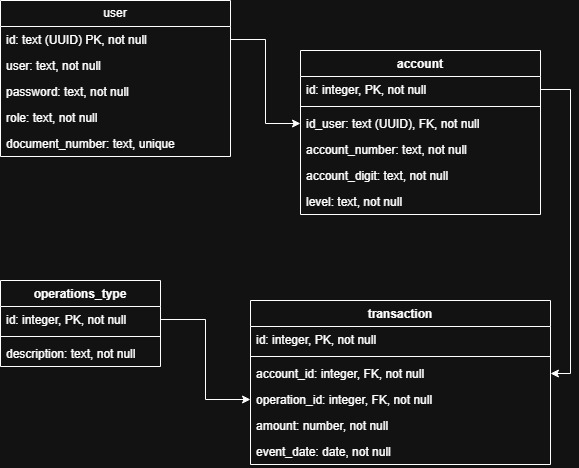 user
id: text (UUID) PK, not null
user: text, not null
password: text, not null
role: text, not null
document_number: text, unique
account
id: integer, PK, not null
id_user: text (UUID), FK, not null
account_number: text, not null
account_digit: text, not null
level: text, not null
operations_type
id: integer, PK, not null
description: text, not null
transaction
id: integer, PK, not null
account_id: integer, FK, not null
operation_id: integer, FK, not null
amount: number, not null
event_date: date, not null